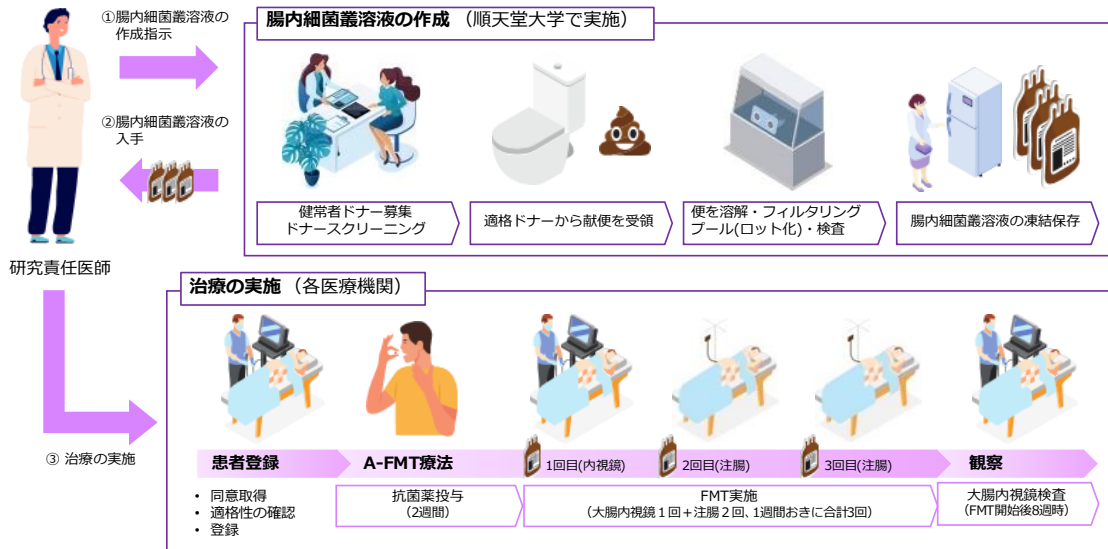 ①腸内細菌叢溶液の
作成指示
②腸内細菌叢溶液の
入手
研究責任医師
③ 治療の実施
腸内細菌叢溶液の作成 （順天堂大学で実施）
健常者ドナー募集
ドナースクリーニング
適格ドナーから献便を受領
便を溶解・フィルタリング
プール(ロット化)・検査
腸内細菌叢溶液の凍結保存
治療の実施 （各医療機関）
患者登録
A-FMT療法
1回目(内視鏡)
2回目(注腸)
3回目(注腸)
観察
• 同意取得
• 適格性の確認
• 登録
抗菌薬投与
(2週間)
FMT実施
（大腸内視鏡１回＋注腸２回、1週間おきに合計3回）
大腸内視鏡検査
(FMT開始後8週時)